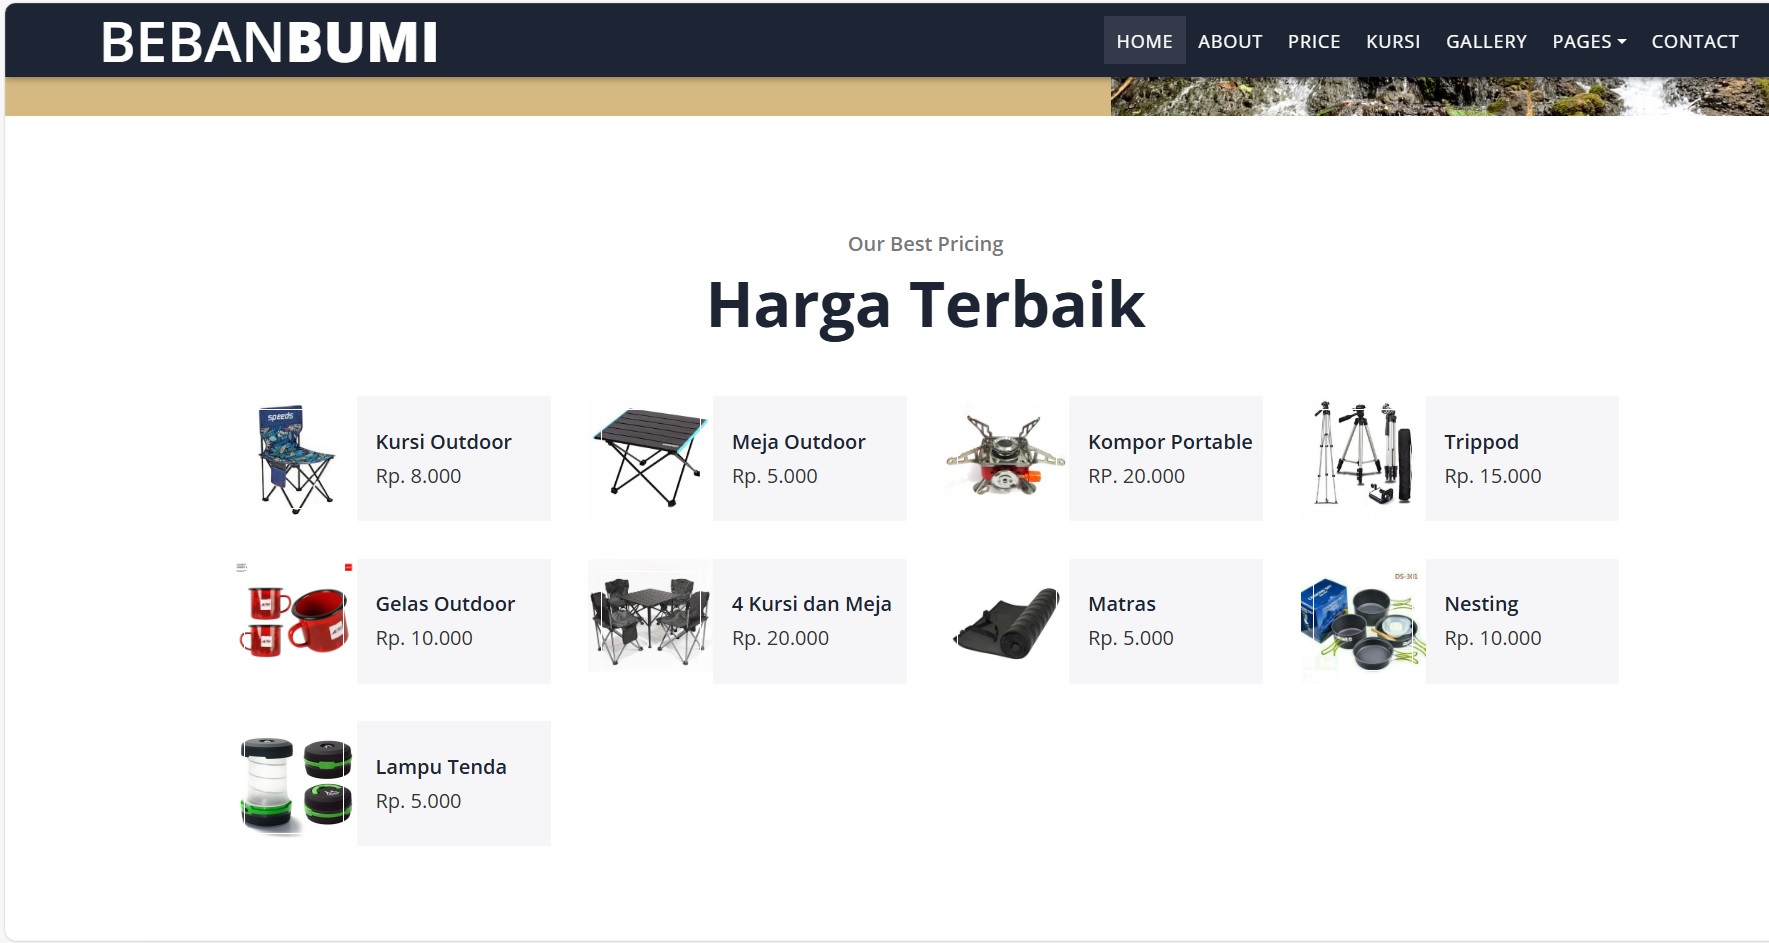 BEBANBUMI
HOME ABOUT PRICE KURSI GALLERY PAGES CONTACT
Our Best Pricing
Harga Terbaik
speeds
Kursi Outdoor
Rp. 8.000
Meja Outdoor
Rp. 5.000
Kompor Portable
RP. 20.000
Trippod
Rp. 15.000
Gelas Outdoor
Rp. 10.000
4 Kursi dan Meja
Rp. 20.000
Matras
Rp. 5.000
Nesting
Rp. 10.000
Lampu Tenda
Rp. 5.000